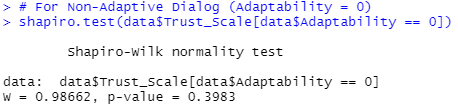 > # For Non-Adaptive Dialog (Adaptability = 0)
> shapiro.test(data$Trust_Scale[data$Adaptability == 0])
Shapiro-Wilk normality test
data:  data$Trust_Scale[data$Adaptability == 0]
W = 0.98662, p-value = 0.3983